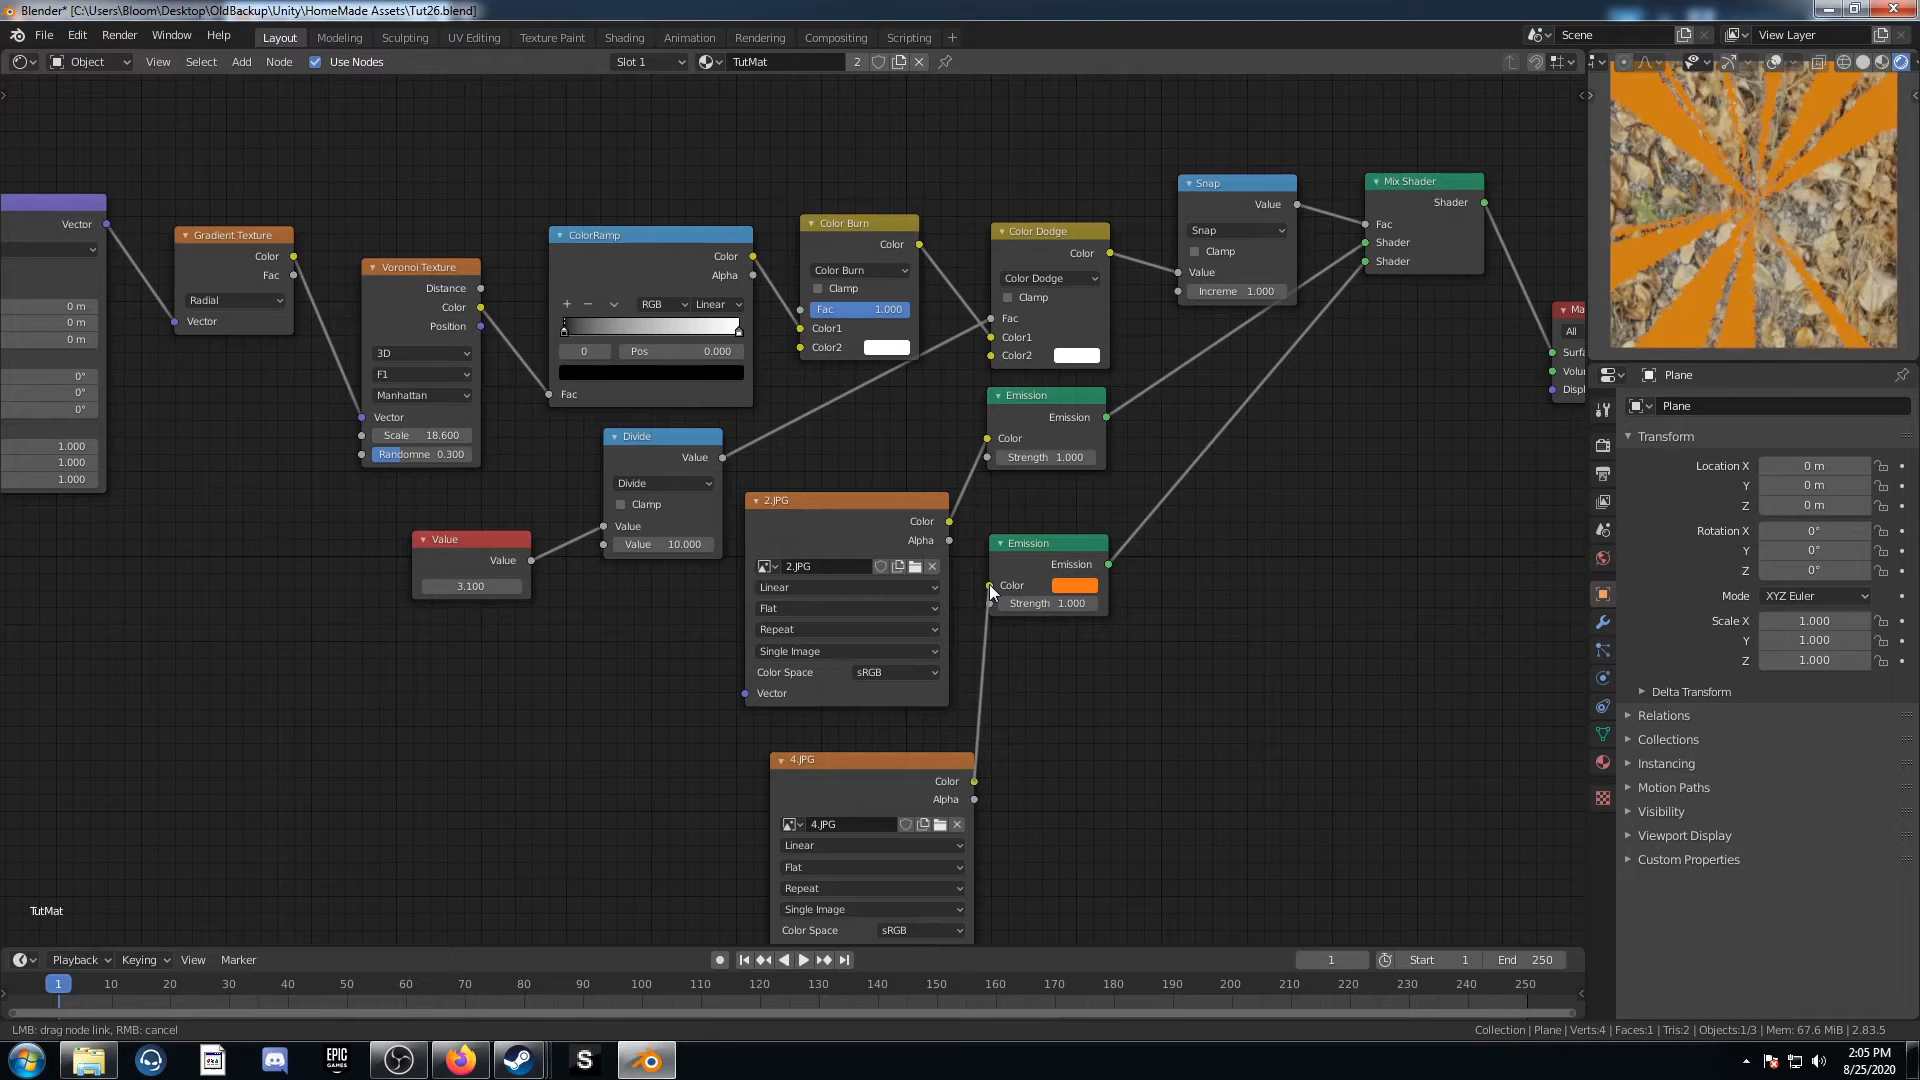 Blender* [C:\Users\Bloom\Desktop\OldBackup\Unity\HomeMade Assets\Tut26.blend]
File Edit Render Window Help
Layout Modeling Sculpting UV Editing Texture Paint Shading Animation Rendering Compositing Scripting +
Scene
View Layer
Object View Select Add Node Use Nodes
Slot 1
TutMat 2
Vector
0 m
0 m
0 m
0°
0°
0°
1.000
1.000
1.000
Gradient Texture
Color
Fac
Radial
Vector
Voronoi Texture
Distance
Color
Position
3D
F1
Manhattan
Vector
Scale 18.600
Randomne 0.300
ColorRamp
Color
Alpha
RGB Linear
0 Pos 0.000
Fac
Color Burn
Color
Color Burn
Clamp
Fac 1.000
Color1
Color2
Color Dodge
Color
Color Dodge
Clamp
Fac
Color1
Color2
Snap
Value
Snap
Clamp
Value
Increme 1.000
Mix Shader
Shader
Fac
Shader
Shader
Ma
All
Surfa
Volu
Disp
Divide
Value
Divide
Clamp
Value
Value 10.000
Value
Value
3.100
Emission
Emission
Color
Strength 1.000
2.JPG
Color
Alpha
2.JPG
Linear
Flat
Repeat
Single Image
Color Space sRGB
Vector
Emission
Emission
Color
Strength 1.000
4.JPG
Color
Alpha
4.JPG
Linear
Flat
Repeat
Single Image
Color Space sRGB
TutMat
Plane
Plane
Transform
Location X 0 m
Y 0 m
Z 0 m
Rotation X 0°
Y 0°
Z 0°
Mode XYZ Euler
Scale X 1.000
Y 1.000
Z 1.000
Delta Transform
Relations
Collections
Instancing
Motion Paths
Visibility
Viewport Display
Custom Properties
Playback Keying View Marker
1
Start 1 End 250
1 10 20 30 40 50 60 70 80 90 100 110 120 130 140 150 160 170 180 190 200 210 220 230 240 250
LMB: drag node link, RMB: cancel
Collection | Plane | Verts:4 | Faces:1 | Tris:2 | Objects:1/3 | Mem: 67.6 MiB | 2.83.5
EPIC
GAMES
S
2:05 PM
8/25/2020